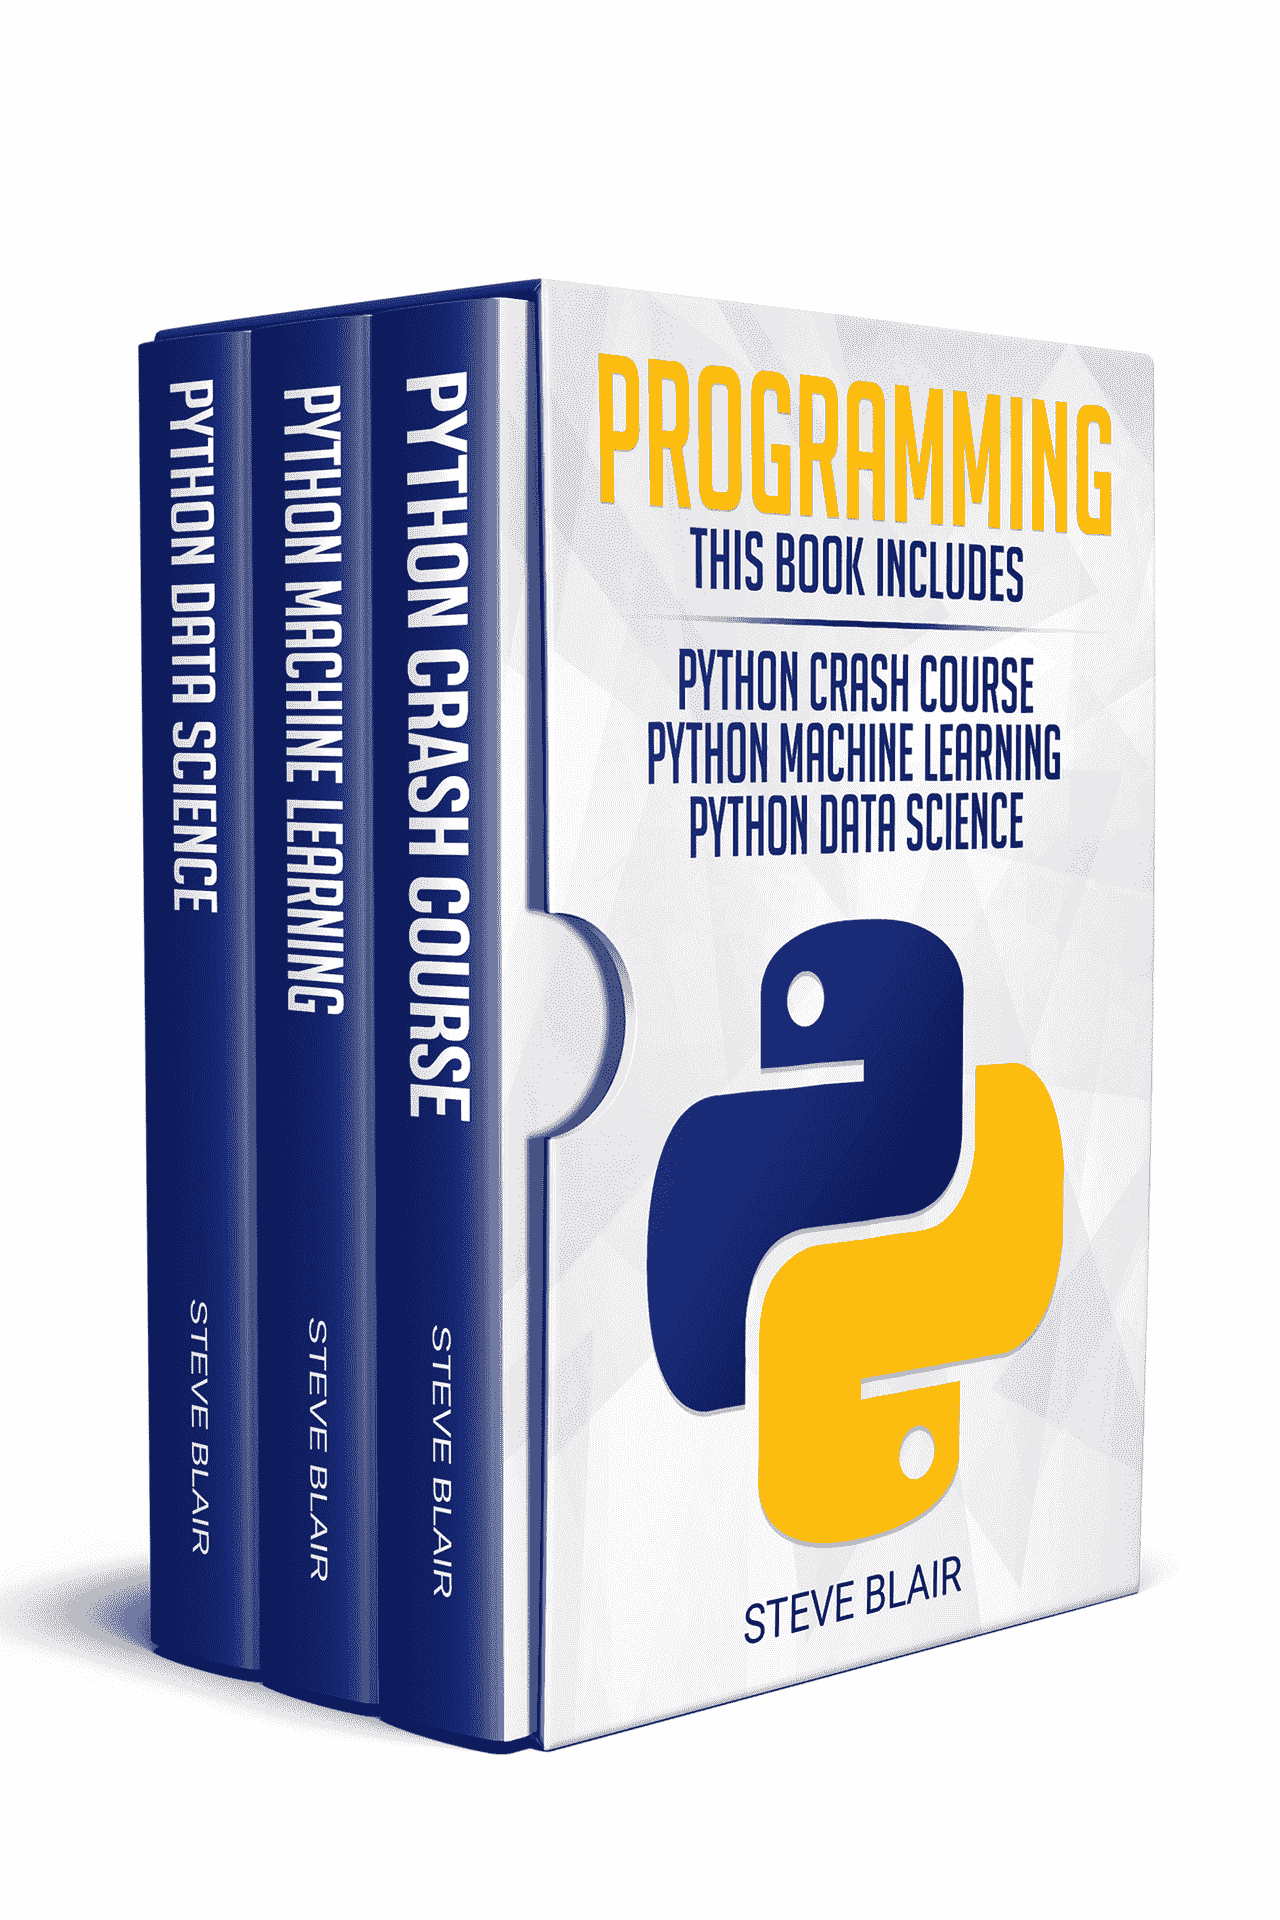 PYTHON DATA SCIENCE
STEVE BLAIR
PYTHON MACHINE LEARNING
STEVE BLAIR
PYTHON CRASH COURSE
STEVE BLAIR
PROGRAMMING
THIS BOOK INCLUDES
PYTHON CRASH COURSE
PYTHON MACHINE LEARNING
PYTHON DATA SCIENCE
STEVE BLAIR